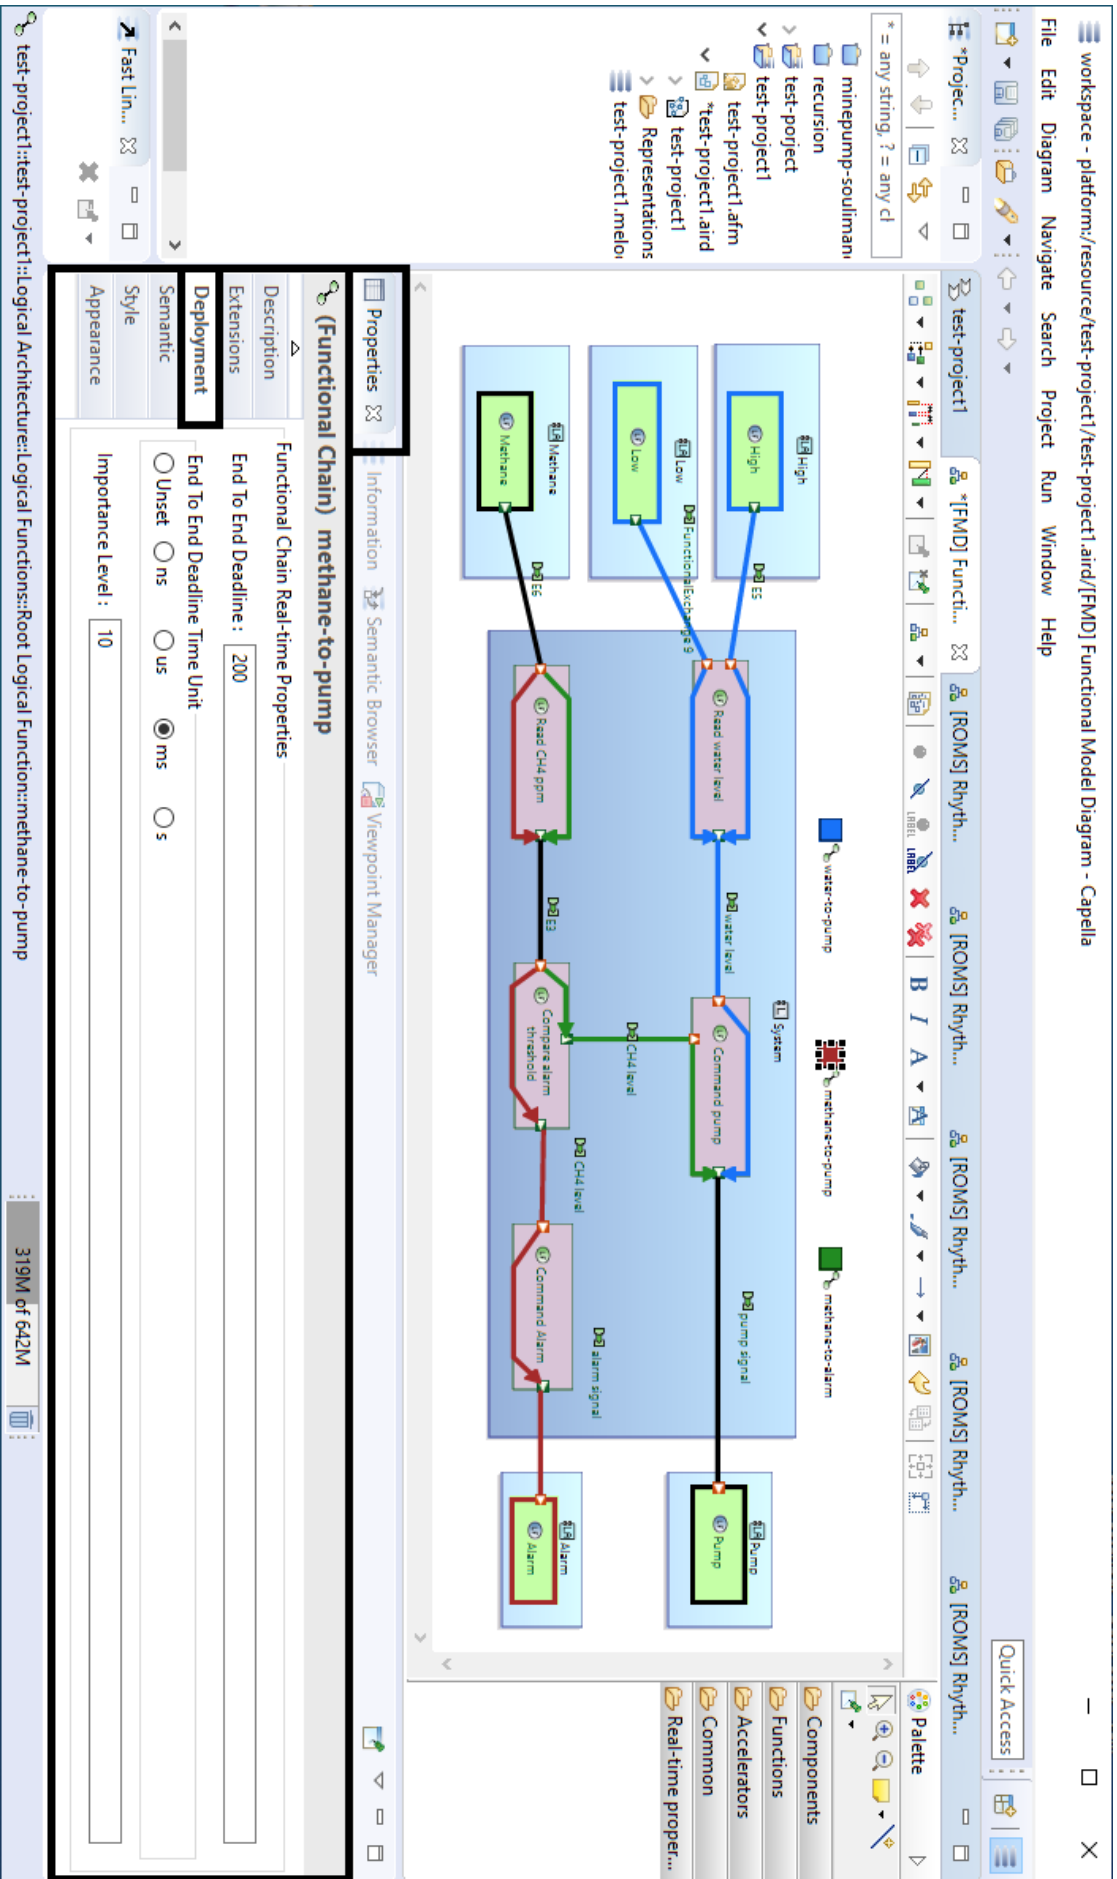 workspace - platform:/resource/test-project1/test-project1.aird/[FMD] Functional Model Diagram - Capella
File Edit Diagram Navigate Search Project Run Window Help
Quick Access
*Projec...
* = any string, ? = any cl
minepump-souliman
recursion
test-porject
test-project1
test-project1.afm
*test-project1.aird
test-project1
Representations
test-project1.melo
Fast Lin...
test-project1
*[FMD] Functi...
[ROMS] Rhyth...
[ROMS] Rhyth...
[ROMS] Rhyth...
[ROMS] Rhyth...
[ROMS] Rhyth...
LABEL LABEL B I A A
water-to-pump
methane-to-pump
methane-to-alarm
High
High
E5
Low
Low
FunctionalExchange 9
Methane
Methane
E6
System
Read water level
water level
Command pump
pump signal
Pump
Pump
Read CH4 ppm
E3
Compare alarm
threshold
CH4 level
CH4 level
Command Alarm
alarm signal
Alarm
Alarm
Palette
Components
Functions
Accelerators
Common
Real-time proper...
Properties
Information
Semantic Browser
Viewpoint Manager
(Functional Chain) methane-to-pump
Description
Extensions
Deployment
Semantic
Style
Appearance
Functional Chain Real-time Properties
End To End Deadline : 200
End To End Deadline Time Unit
Unset ns us ms s
Importance Level : 10
test-project1::test-project1::Logical Architecture::Logical Functions::Root Logical Function::methane-to-pump
319M of 642M